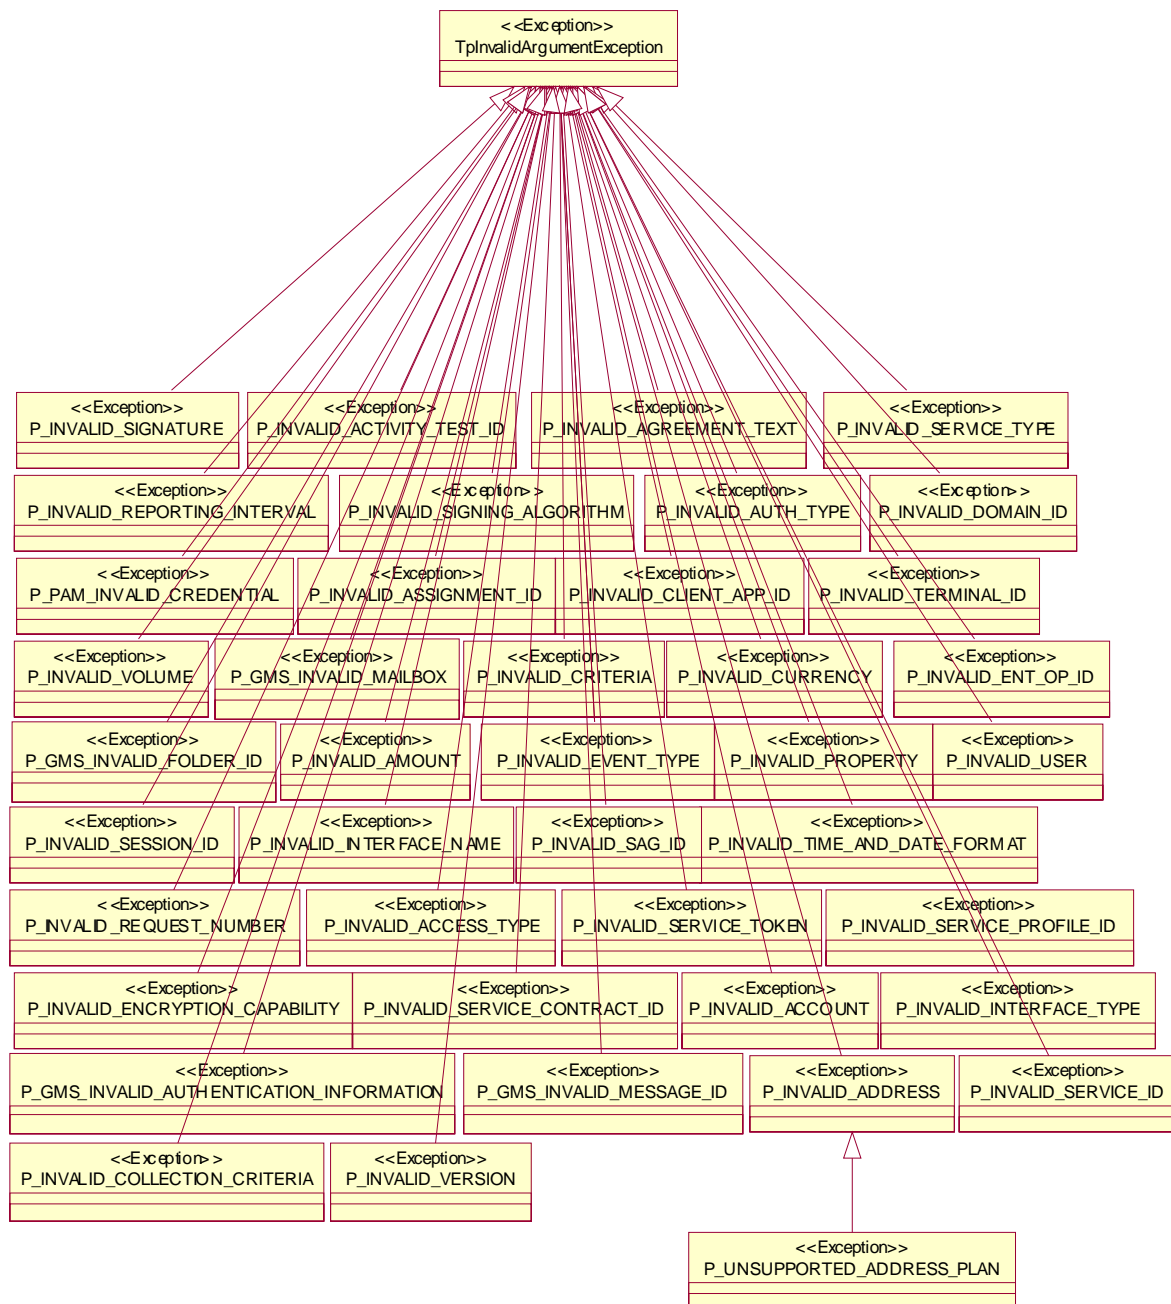 <<Exception>>
TpInvalidArgumentException
<<Exception>>
P_INVALID_SIGNATURE
<<Exception>>
P_INVALID_ACTIVITY_TEST_ID
<<Exception>>
P_INVALID_AGREEMENT_TEXT
<<Exception>>
P_INVALID_SERVICE_TYPE
<<Exception>>
P_INVALID_REPORTING_INTERVAL
<<Exception>>
P_INVALID_SIGNING_ALGORITHM
<<Exception>>
P_INVALID_AUTH_TYPE
<<Exception>>
P_INVALID_DOMAIN_ID
<<Exception>>
P_PAM_INVALID_CREDENTIAL
<<Exception>>
P_INVALID_ASSIGNMENT_ID
<<Exception>>
P_INVALID_CLIENT_APP_ID
<<Exception>>
P_INVALID_TERMINAL_ID
<<Exception>>
P_INVALID_VOLUME
<<Exception>>
P_GMS_INVALID_MAILBOX
<<Exception>>
P_INVALID_CRITERIA
<<Exception>>
P_INVALID_CURRENCY
<<Exception>>
P_INVALID_ENT_OP_ID
<<Exception>>
P_GMS_INVALID_FOLDER_ID
<<Exception>>
P_INVALID_AMOUNT
<<Exception>>
P_INVALID_EVENT_TYPE
<<Exception>>
P_INVALID_PROPERTY
<<Exception>>
P_INVALID_USER
<<Exception>>
P_INVALID_SESSION_ID
<<Exception>>
P_INVALID_INTERFACE_NAME
<<Exception>>
P_INVALID_SAG_ID
<<Exception>>
P_INVALID_TIME_AND_DATE_FORMAT
<<Exception>>
P_INVALID_REQUEST_NUMBER
<<Exception>>
P_INVALID_ACCESS_TYPE
<<Exception>>
P_INVALID_SERVICE_TOKEN
<<Exception>>
P_INVALID_SERVICE_PROFILE_ID
<<Exception>>
P_INVALID_ENCRYPTION_CAPABILITY
<<Exception>>
P_INVALID_SERVICE_CONTRACT_ID
<<Exception>>
P_INVALID_ACCOUNT
<<Exception>>
P_INVALID_INTERFACE_TYPE
<<Exception>>
P_GMS_INVALID_AUTHENTICATION_INFORMATION
<<Exception>>
P_GMS_INVALID_MESSAGE_ID
<<Exception>>
P_INVALID_ADDRESS
<<Exception>>
P_INVALID_SERVICE_ID
<<Exception>>
P_INVALID_COLLECTION_CRITERIA
<<Exception>>
P_INVALID_VERSION
<<Exception>>
P_UNSUPPORTED_ADDRESS_PLAN